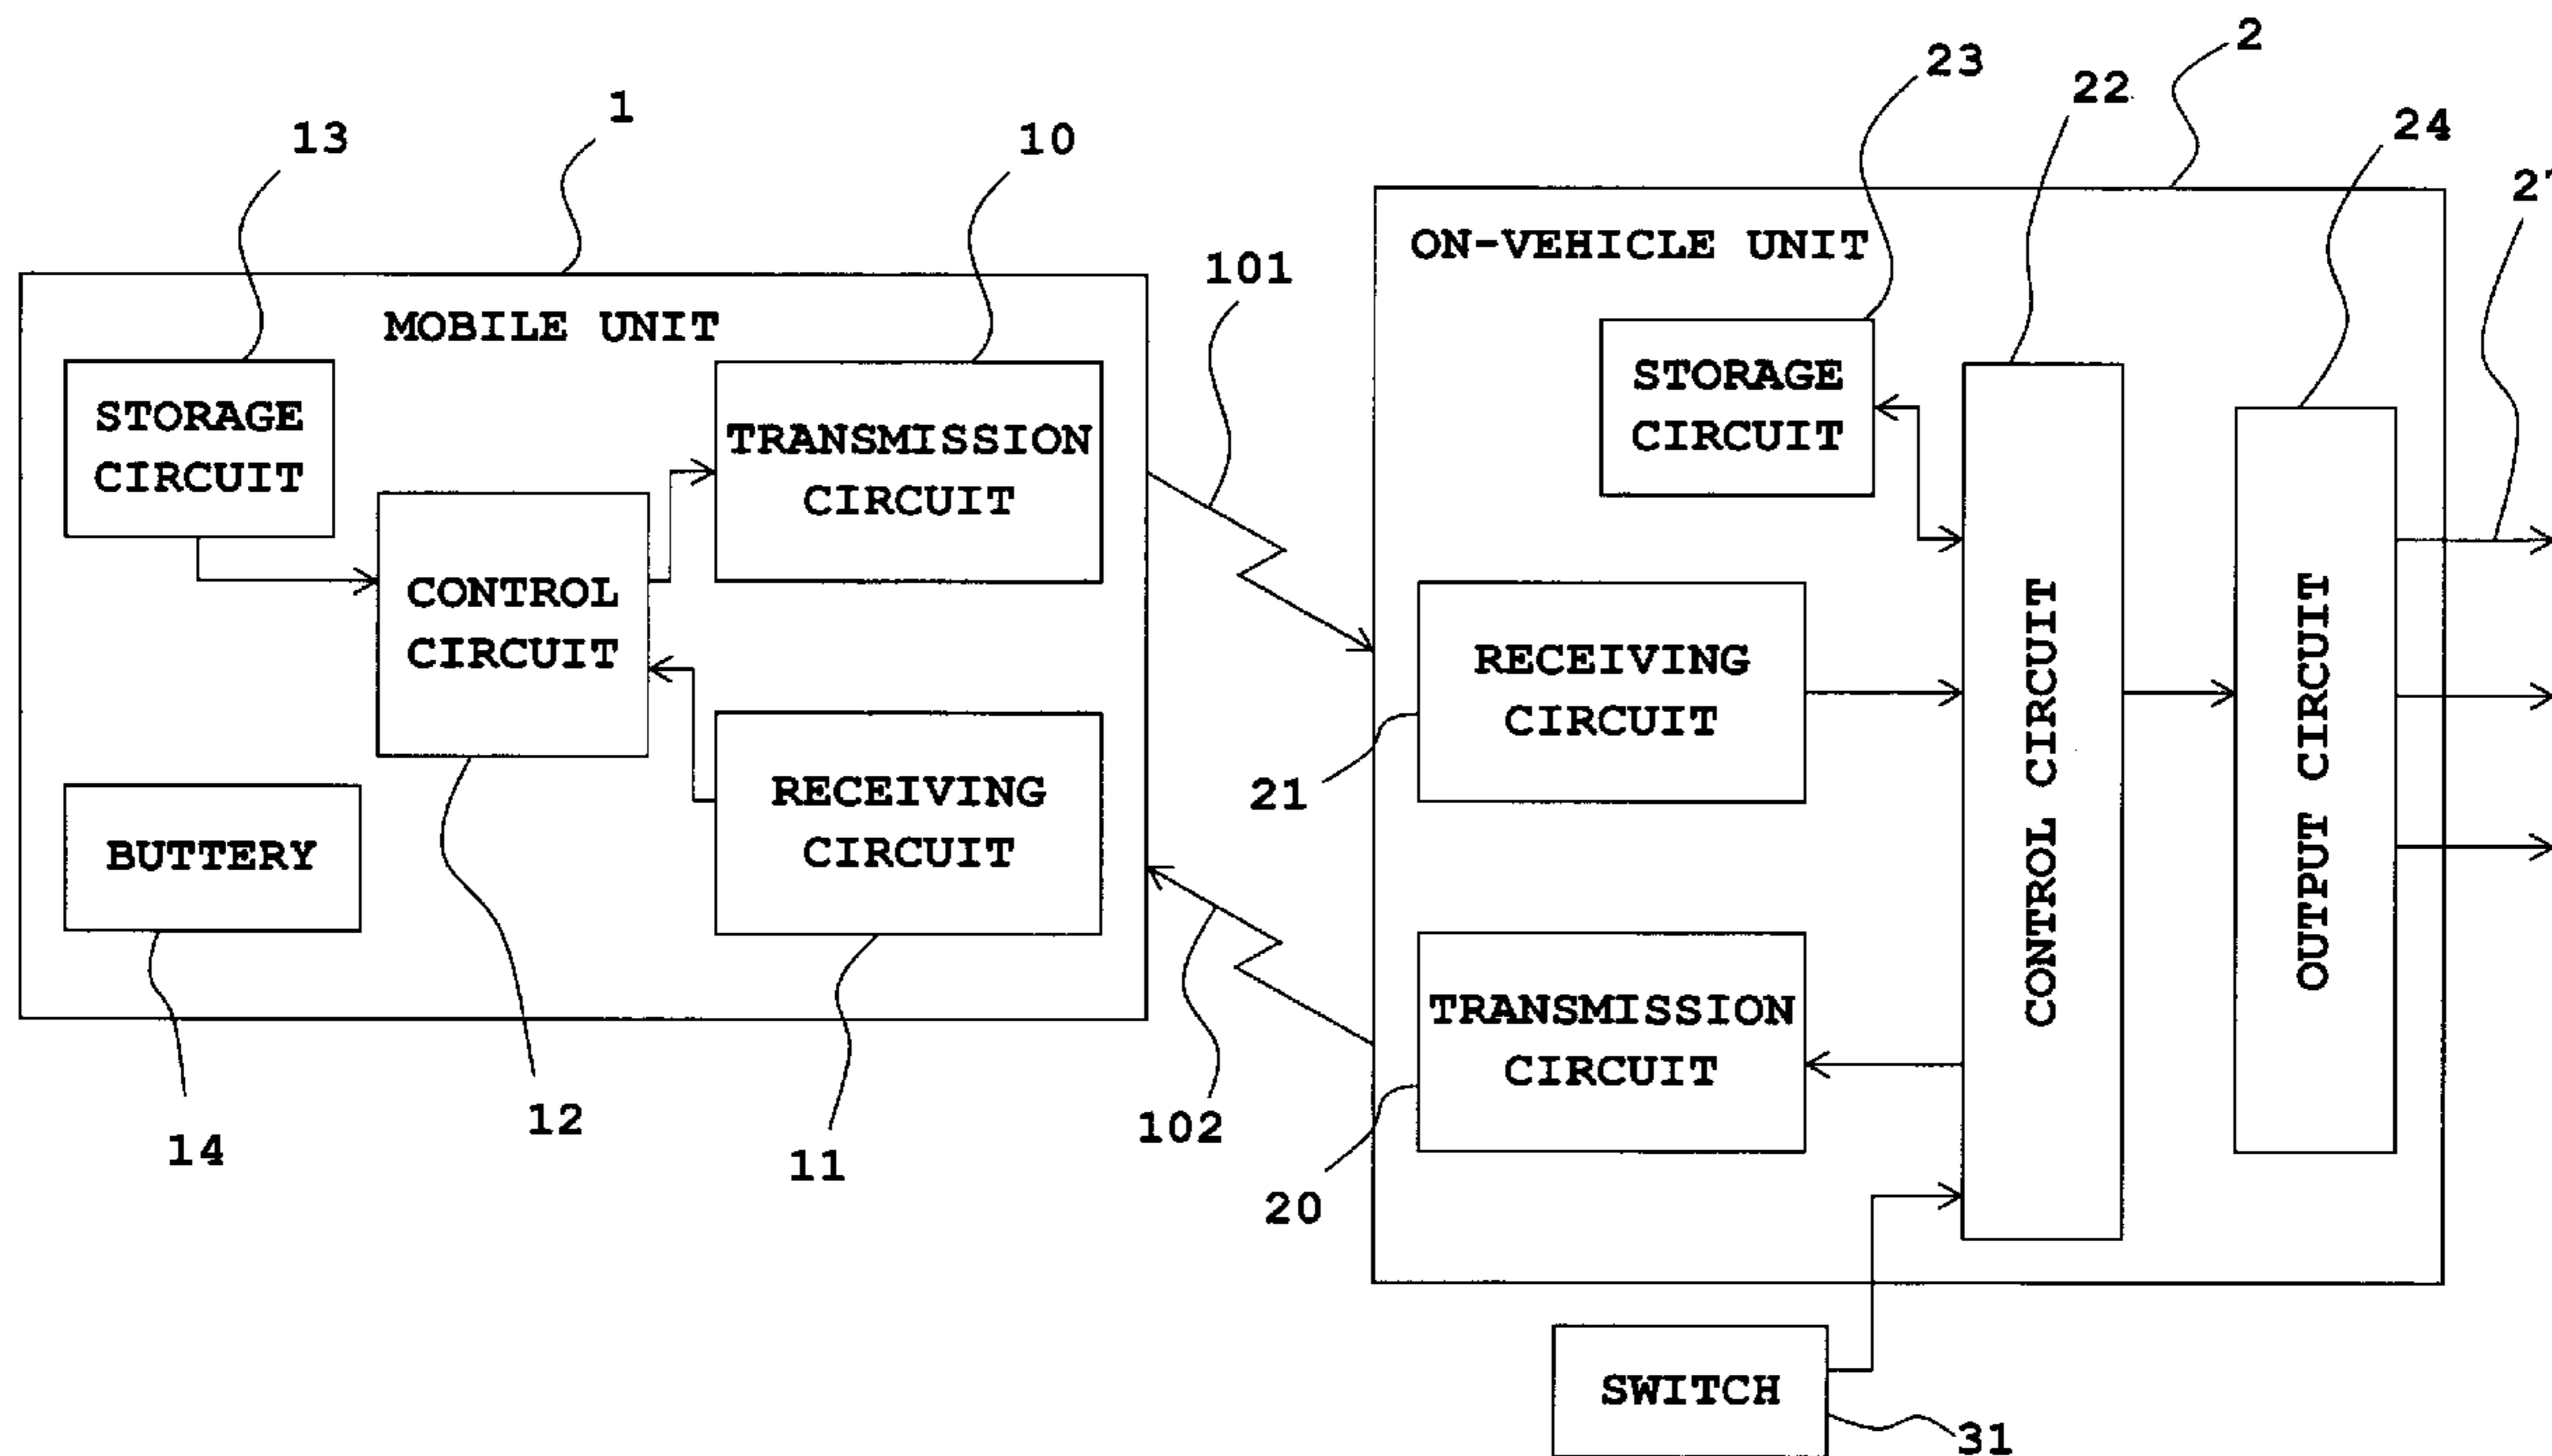 2
23
22
1
24
13
10
27
ON-VEHICLE UNIT
101
MOBILE UNIT
STORAGE
CIRCUIT
STORAGE
CIRCUIT
TRANSMISSION
CIRCUIT
CONTROL
CIRCUIT
RECEIVING
CIRCUIT
CONTROL CIRCUIT
OUTPUT CIRCUIT
21
RECEIVING
CIRCUIT
BUTTERY
TRANSMISSION
CIRCUIT
12
102
14
11
20
SWITCH
31